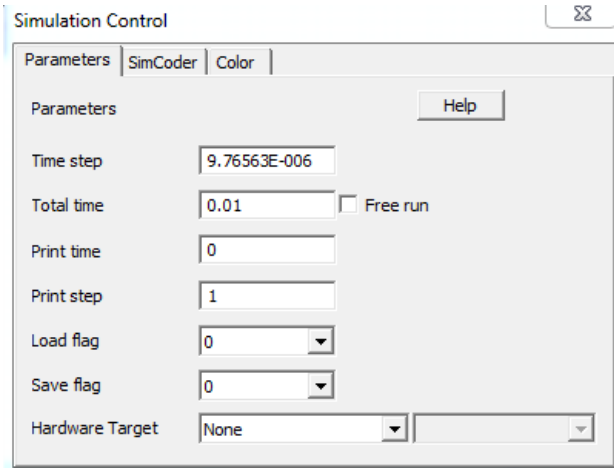 Simulation Control
Parameters SimCoder Color
Parameters Help
Time step 9.76563E-006
Total time 0.01 Free run
Print time 0
Print step 1
Load flag 0
Save flag 0
Hardware Target None